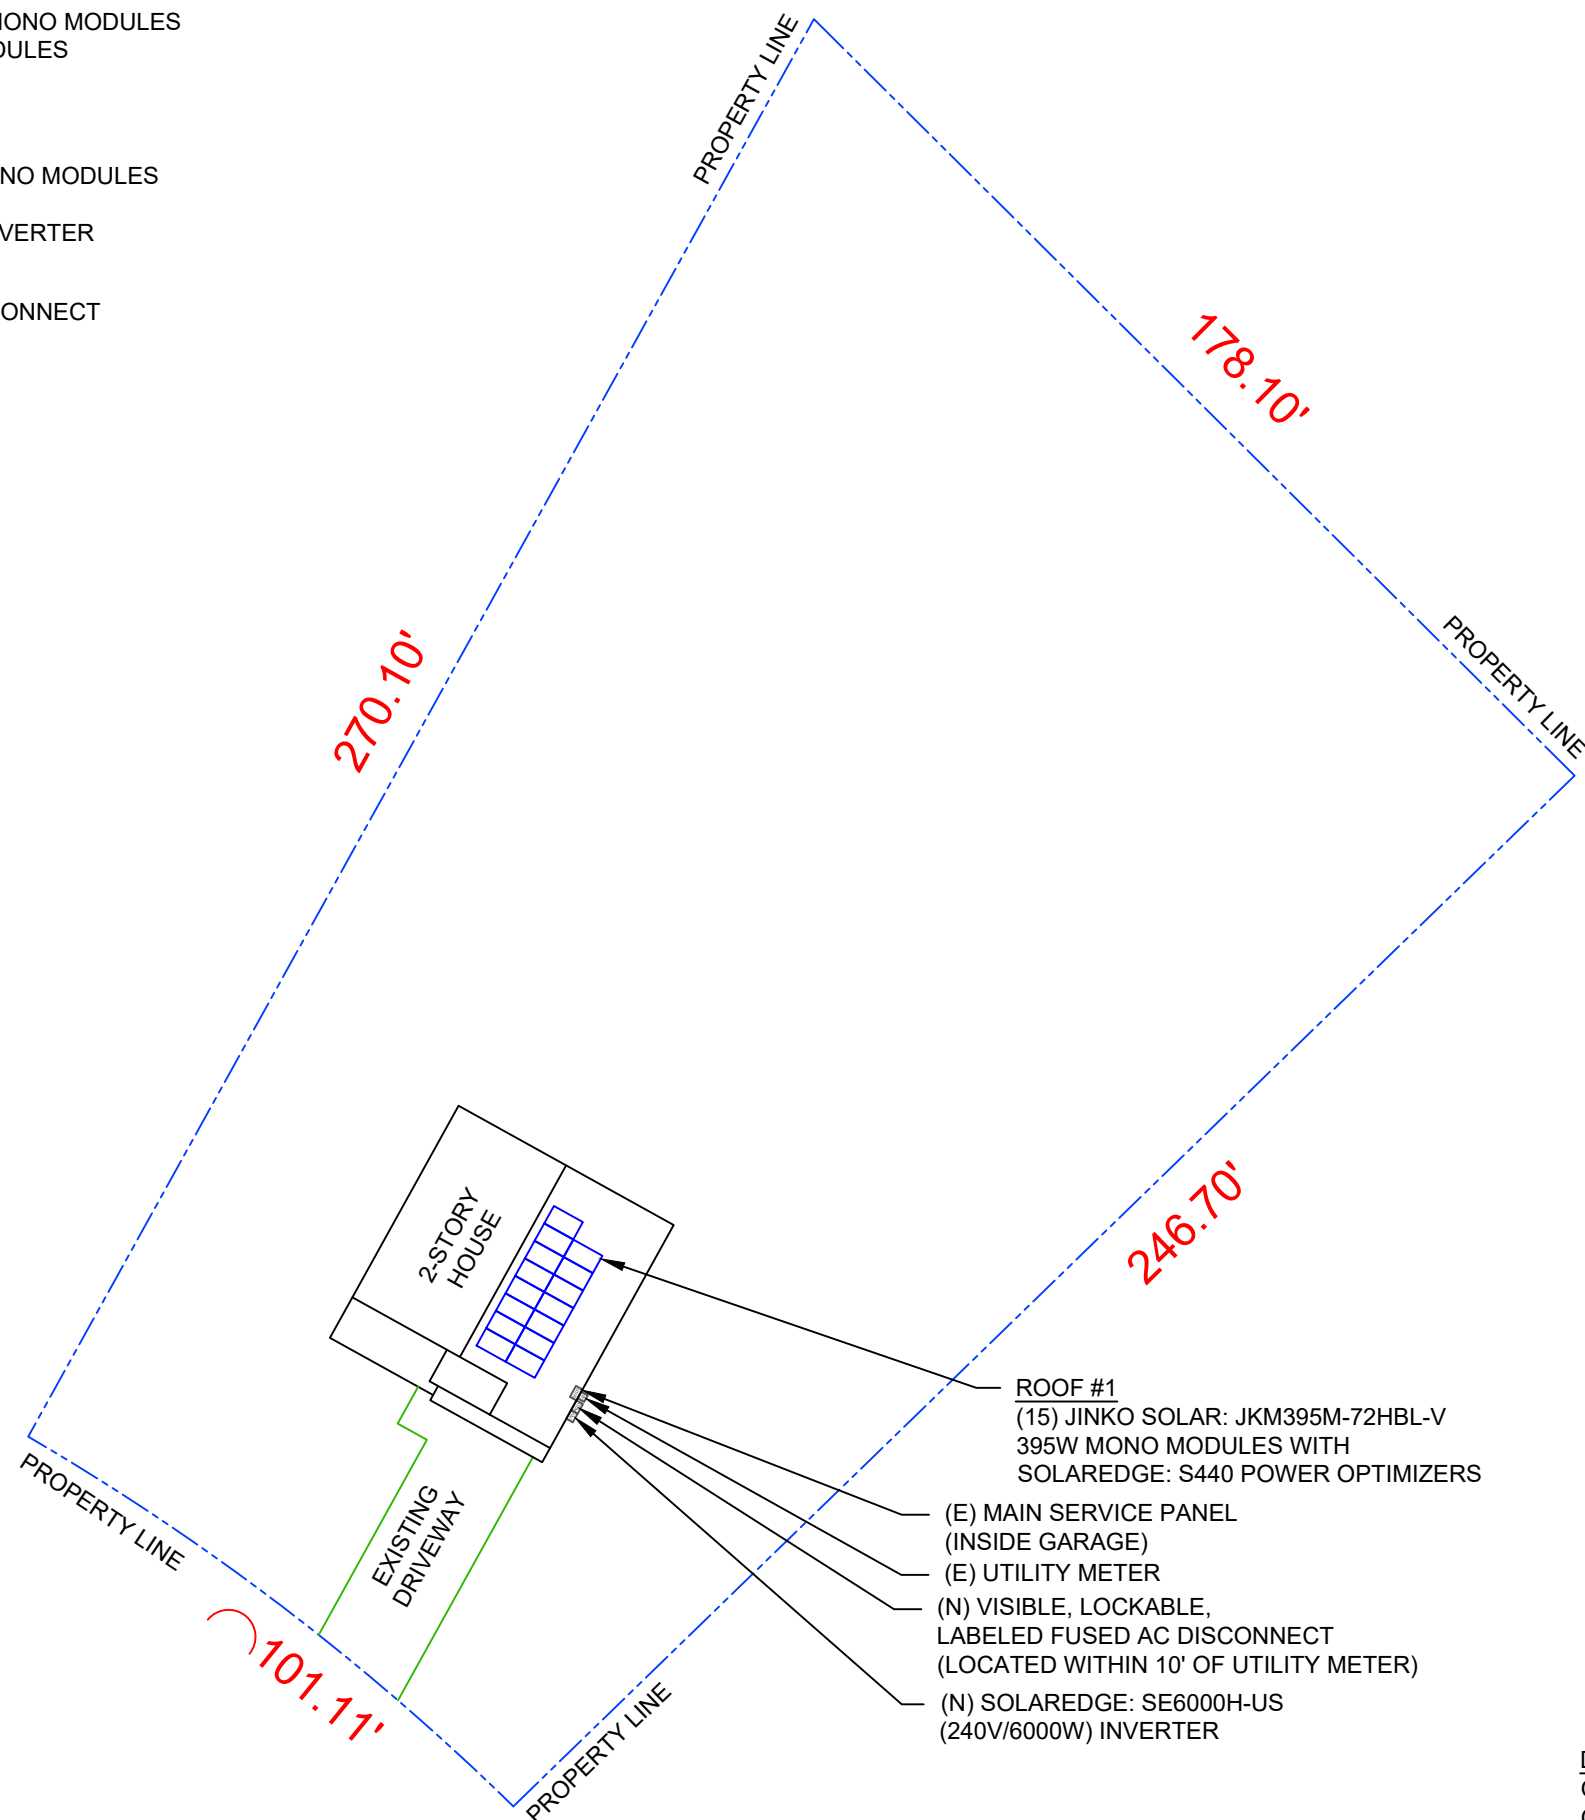 MONO MODULES
DULES
NO MODULES
VERTER
ONNECT
PROPERTY LINE
178.10'
PROPERTY LINE
270.10'
246.70'
2-STORY
HOUSE
ROOF #1
(15) JINKO SOLAR: JKM395M-72HBL-V
395W MONO MODULES WITH
SOLAREDGE: S440 POWER OPTIMIZERS
(E) MAIN SERVICE PANEL
(INSIDE GARAGE)
(E) UTILITY METER
(N) VISIBLE, LOCKABLE,
LABELED FUSED AC DISCONNECT
(LOCATED WITHIN 10' OF UTILITY METER)
(N) SOLAREDGE: SE6000H-US
(240V/6000W) INVERTER
PROPERTY LINE
EXISTING
DRIVEWAY
101.11'
PROPERTY LINE